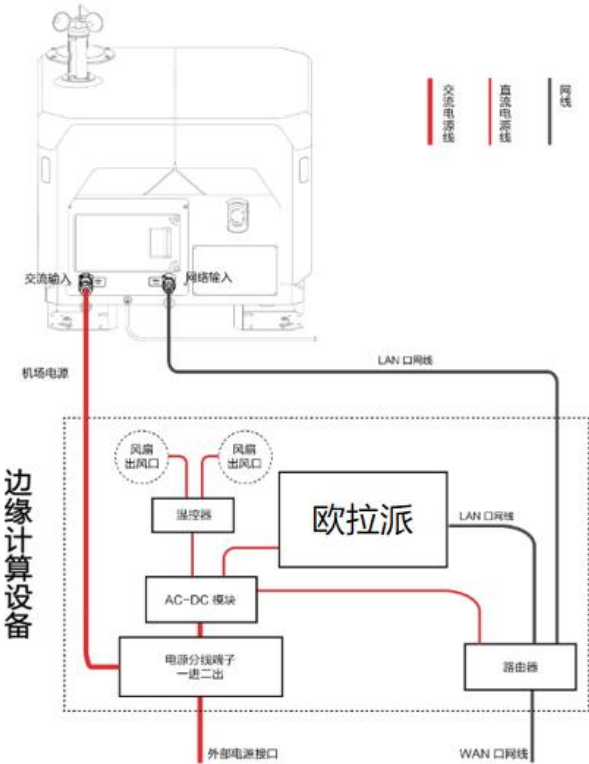 交流电源线
直流电源线
网线
交流输入
网络输入
机场电源
LAN 口网线
边缘计算设备
风扇
出风口
风扇
出风口
温控器
欧拉派
LAN 口网线
AC-DC 模块
电源分线端子
一进二出
路由器
外部电源接口
WAN 口网线